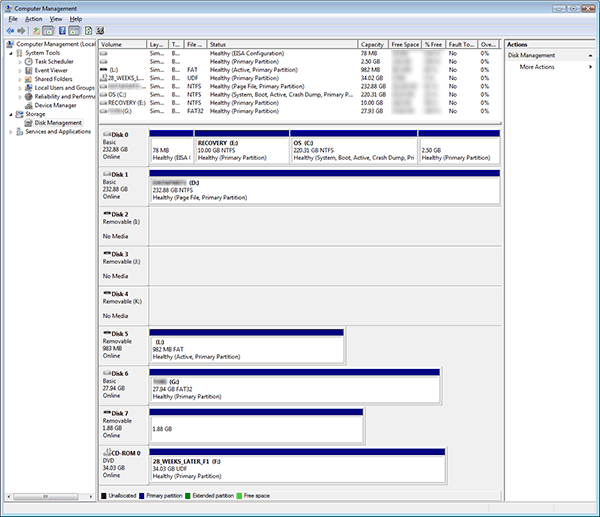 Computer Management
File Action View Help
Computer Management (Local
System Tools
Task Scheduler
Event Viewer
Shared Folders
Local Users and Groups
Reliability and Performa
Device Manager
Storage
Disk Management
Services and Applications
Volume Lay... T... File ... Status Capacity Free Space % Free Fault To... Ove...
Sim... B... Healthy (EISA Configuration) 78 MB No 0%
Sim... B... Healthy (Primary Partition) 2.50 GB No 0%
(L:) Sim... B... FAT Healthy (Active, Primary Partition) 982 MB No 0%
28_WEEKS_L... Sim... B... UDF Healthy (Primary Partition) 34.02 GB No 0%
Sim... B... NTFS Healthy (Page File, Primary Partition) 232.88 GB No 0%
OS (C:) Sim... B... NTFS Healthy (System, Boot, Active, Crash Dump, Primary P... 220.31 GB No 0%
RECOVERY (E:) Sim... B... NTFS Healthy (Primary Partition) 10.00 GB No 0%
(G:) Sim... B... FAT32 Healthy (Primary Partition) 27.93 GB No 0%
Disk 0
Basic
232.88 GB
Online
78 MB
Healthy (EISA (
RECOVERY (E:)
10.00 GB NTFS
Healthy (Primary Partition)
OS (C:)
220.31 GB NTFS
Healthy (System, Boot, Active, Crash Dump, Pri
2.50 GB
Healthy (Primary Partition)
Disk 1
Basic
232.88 GB
Online
(D:)
232.88 GB NTFS
Healthy (Page File, Primary Partition)
Disk 2
Removable (I:)
No Media
Disk 3
Removable (J:)
No Media
Disk 4
Removable (K:)
No Media
Disk 5
Removable
983 MB
Online
(L:)
982 MB FAT
Healthy (Active, Primary Partition)
Disk 6
Basic
27.94 GB
Online
(G:)
27.94 GB FAT32
Healthy (Primary Partition)
Disk 7
Removable
1.88 GB
Online
1.88 GB
CD-ROM 0
DVD
34.03 GB
Online
28_WEEKS_LATER_F1 (F:)
34.03 GB UDF
Healthy (Primary Partition)
Unallocated Primary partition Extended partition Free space
Actions
Disk Management
More Actions